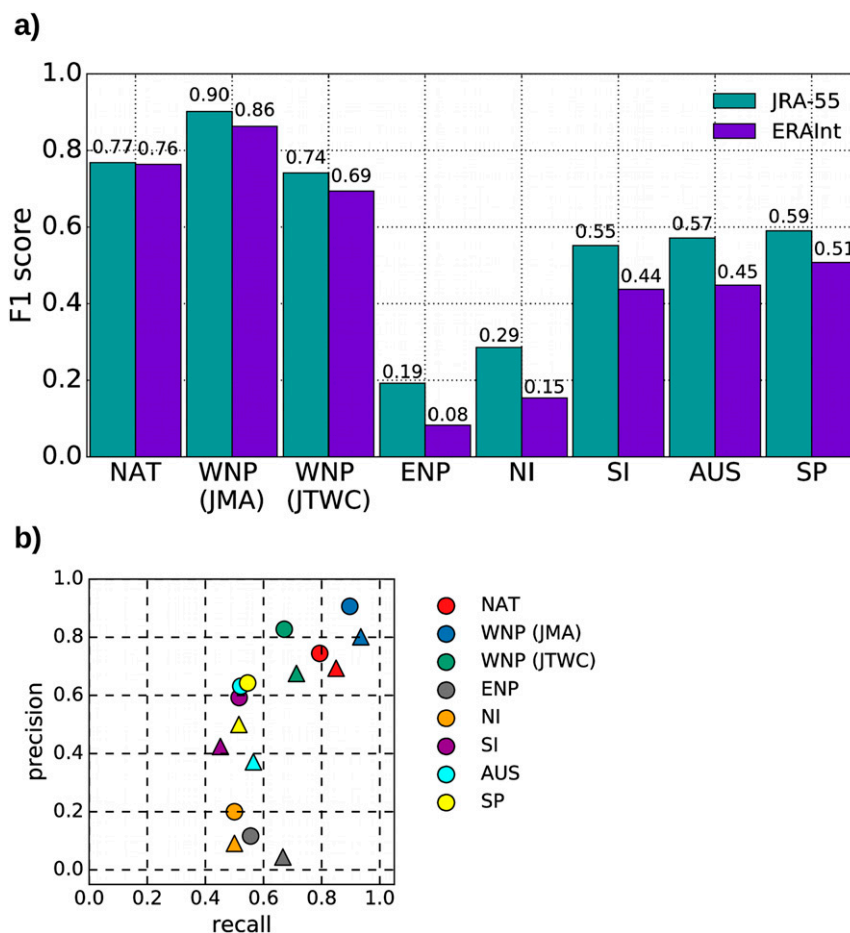 a)
1.0
0.8
0.6
0.4
0.2
0.0
F1 score
JRA-55
ERAInt
0.77 0.76
0.90 0.86
0.74 0.69
0.19 0.08
0.29 0.15
0.55 0.44
0.57 0.45
0.59 0.51
NAT WNP WNP ENP NI SI AUS SP
(JMA) (JTWC)
b)
1.0
0.8
0.6
0.4
0.2
0.0
precision
0.0 0.2 0.4 0.6 0.8 1.0
recall
NAT
WNP (JMA)
WNP (JTWC)
ENP
NI
SI
AUS
SP